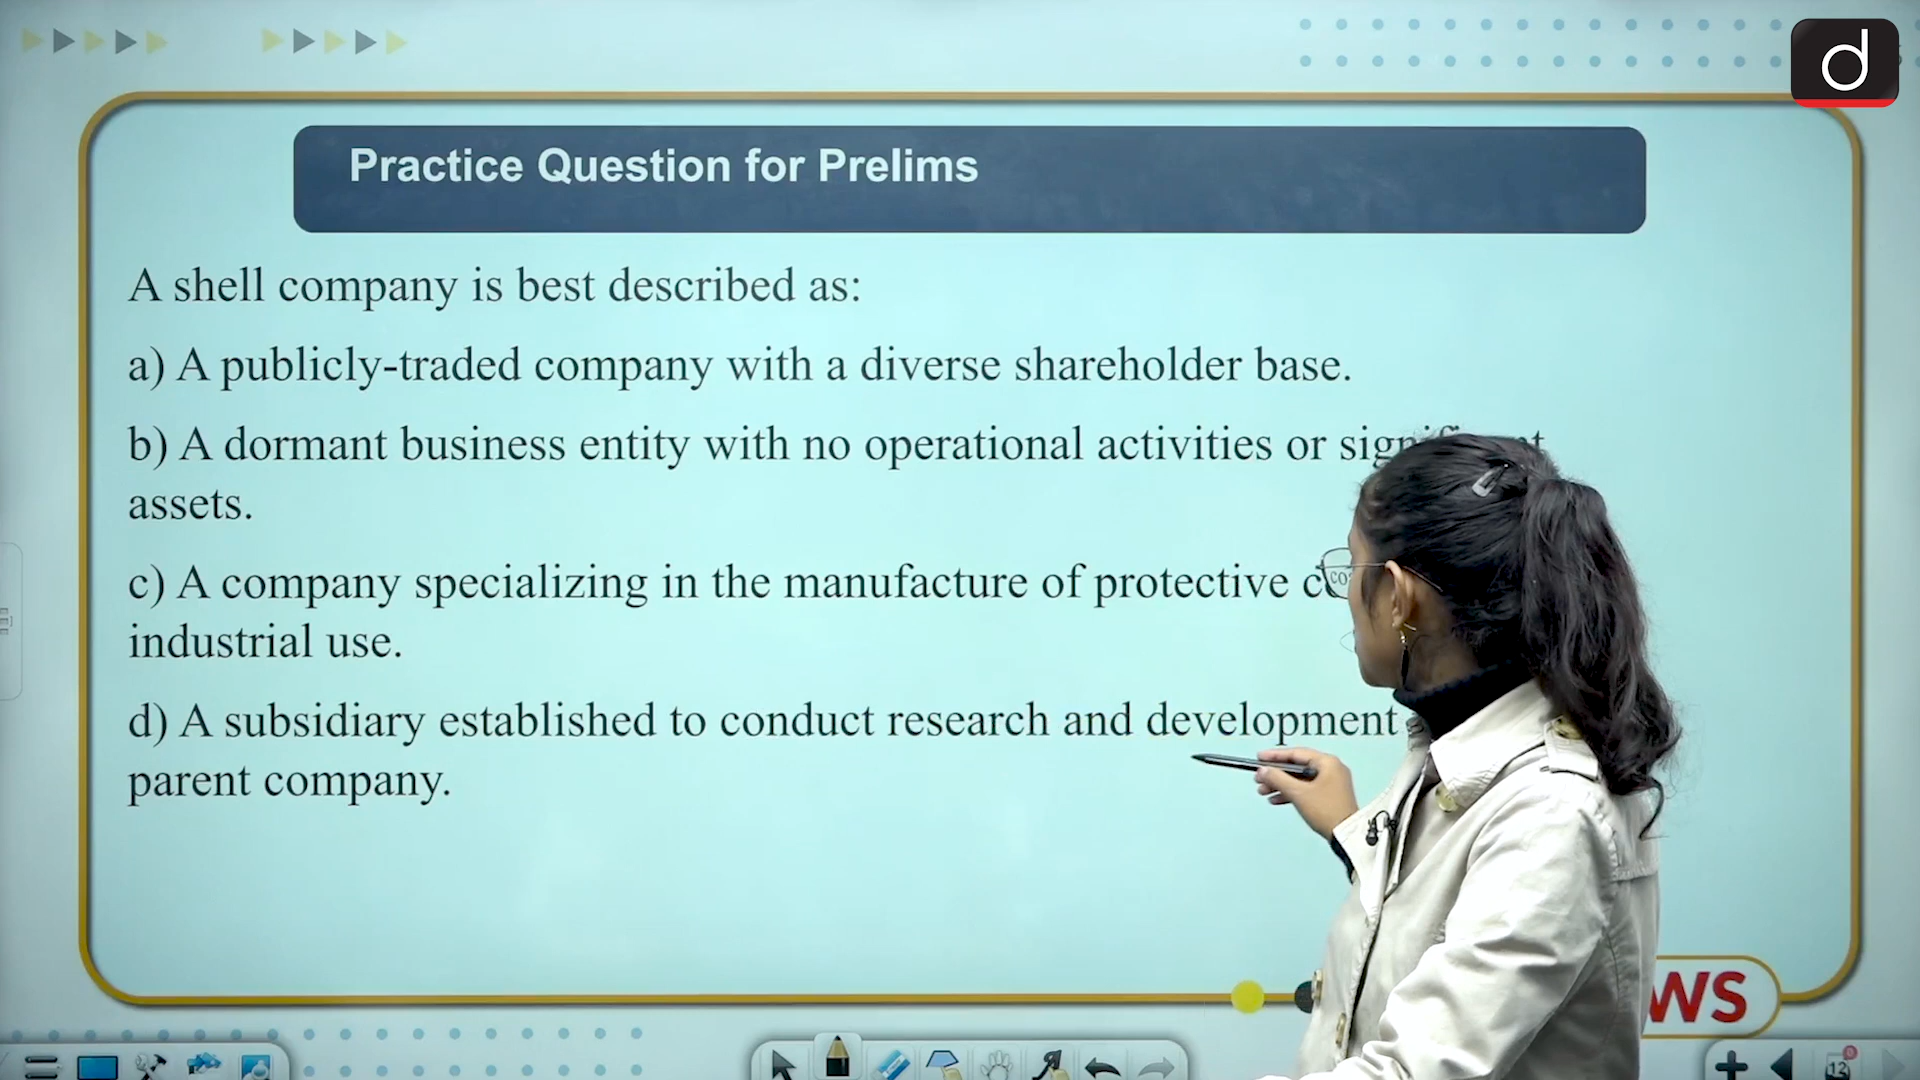 d
Practice Question for Prelims
A shell company is best described as:
a) A publicly-traded company with a diverse shareholder base.
b) A dormant business entity with no operational activities or
assets.
c) A company specializing in the manufacture of protective
industrial use.
d) A subsidiary established to conduct research and development
parent company.
WS
12